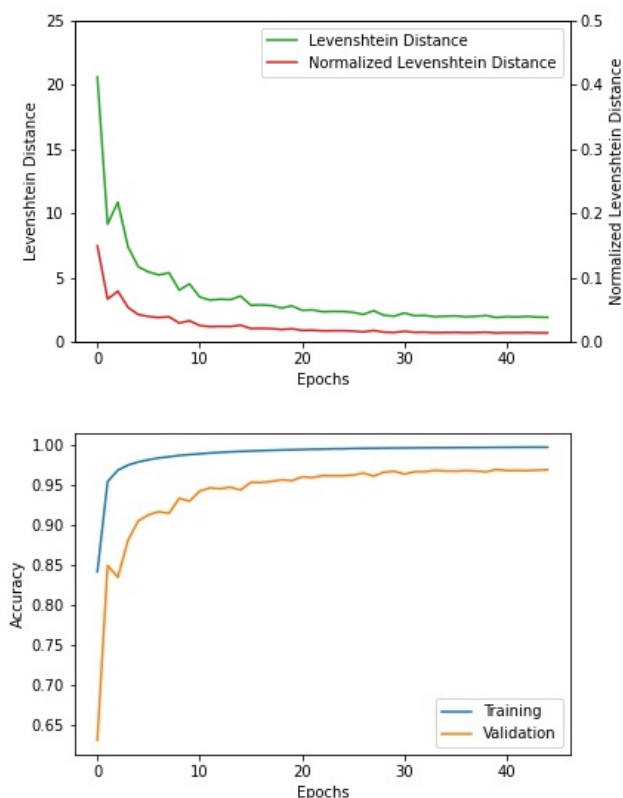 25
20
15
10
5
0
Levenshtein Distance
Levenshtein Distance
Normalized Levenshtein Distance
0.5
0.4
0.3
0.2
0.1
0.0
Normalized Levenshtein Distance
0 10 20 30 40
Epochs
1.00
0.95
0.90
0.85
0.80
0.75
0.70
0.65
Accuracy
Training
Validation
0 10 20 30 40
Epochs